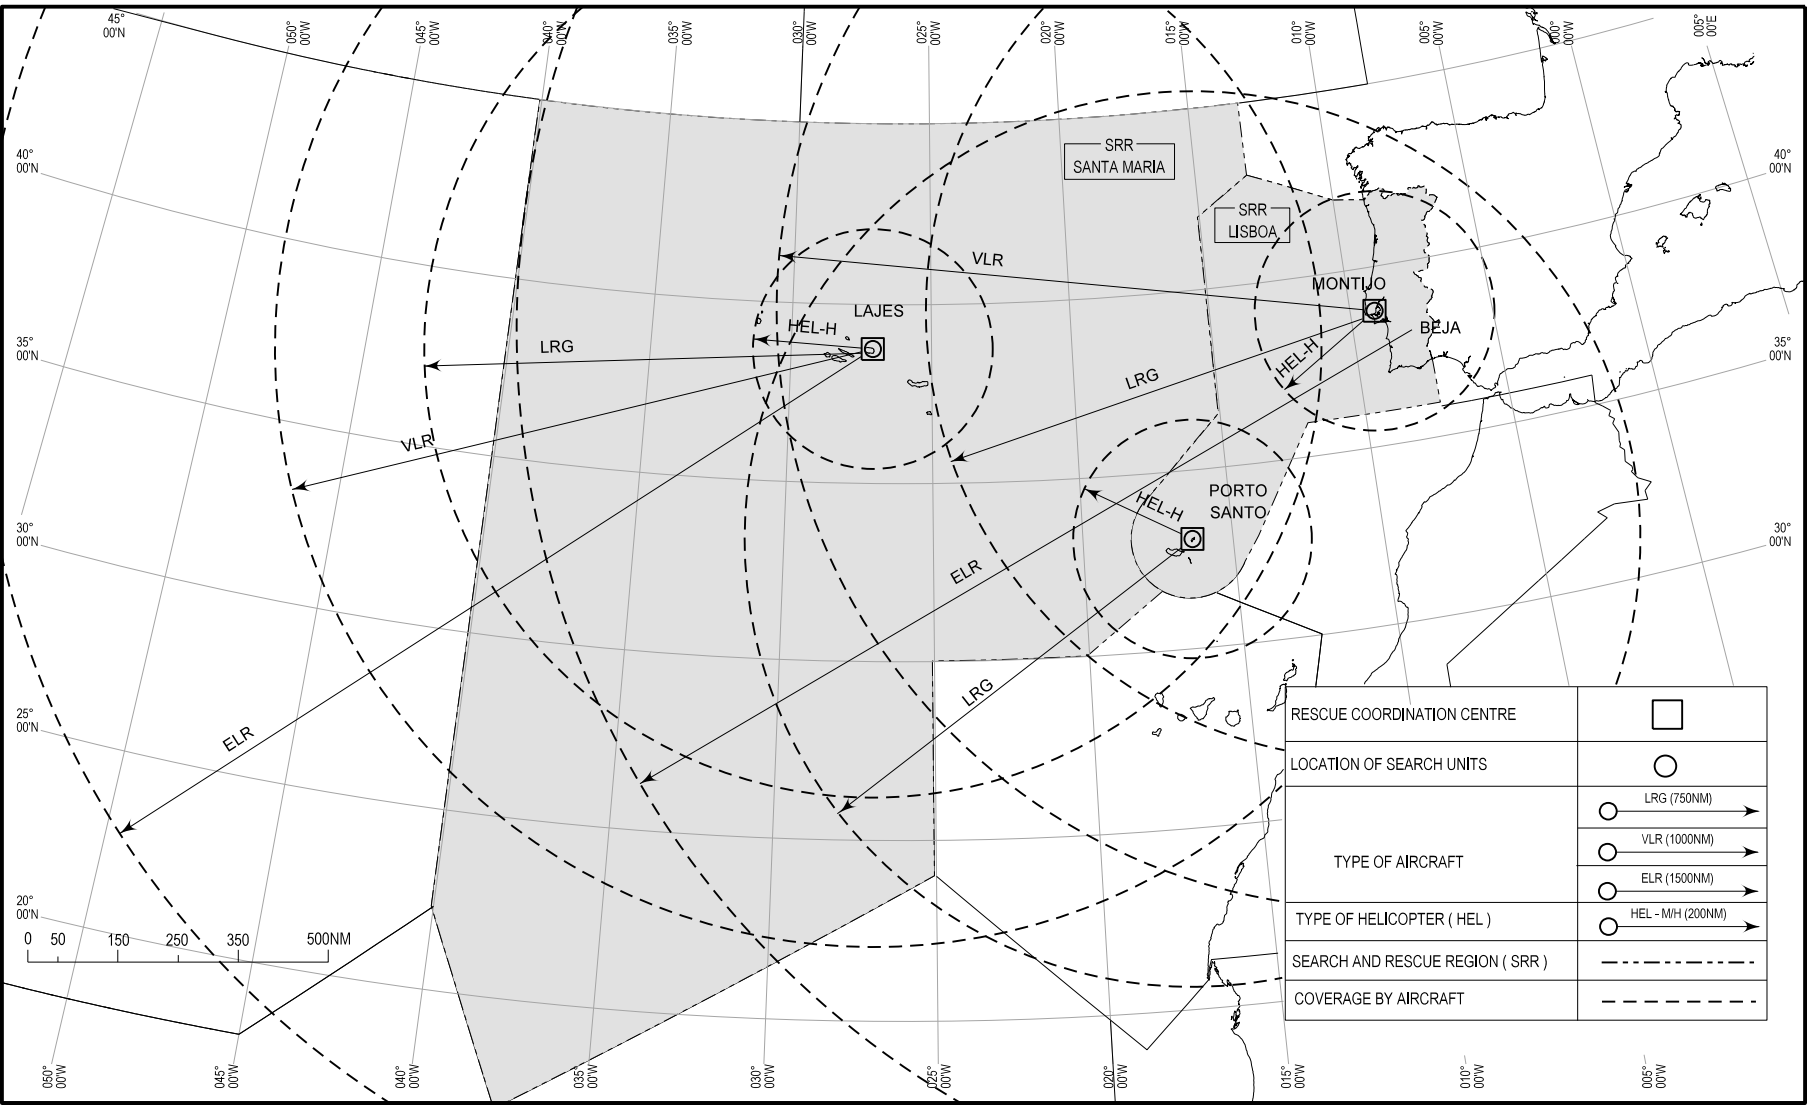 45°
00'N
050°
00'W
045°
00'W
040°
00'W
035°
00'W
030°
00'W
025°
00'W
020°
00'W
015°
00'W
010°
00'W
005°
00'W
000°
00'W
005°
00'E
40°
00'N
40°
00'N
SRR
SANTA MARIA
SRR
LISBOA
VLR
MONTIJO
LAJES
HEL-H
BEJA
LRG
HEL-H
LRG
35°
00'N
35°
00'N
VLR
PORTO
SANTO
HEL-H
30°
00'N
30°
00'N
ELR
LRG
25°
00'N
ELR
20°
00'N
0 50 150 250 350 500NM
RESCUE COORDINATION CENTRE
LOCATION OF SEARCH UNITS
TYPE OF AIRCRAFT
LRG (750NM)
VLR (1000NM)
ELR (1500NM)
TYPE OF HELICOPTER ( HEL )
HEL - M/H (200NM)
SEARCH AND RESCUE REGION ( SRR )
COVERAGE BY AIRCRAFT
050°
00'W
045°
00'W
040°
00'W
035°
00'W
030°
00'W
025°
00'W
020°
00'W
015°
00'W
010°
00'W
005°
00'W